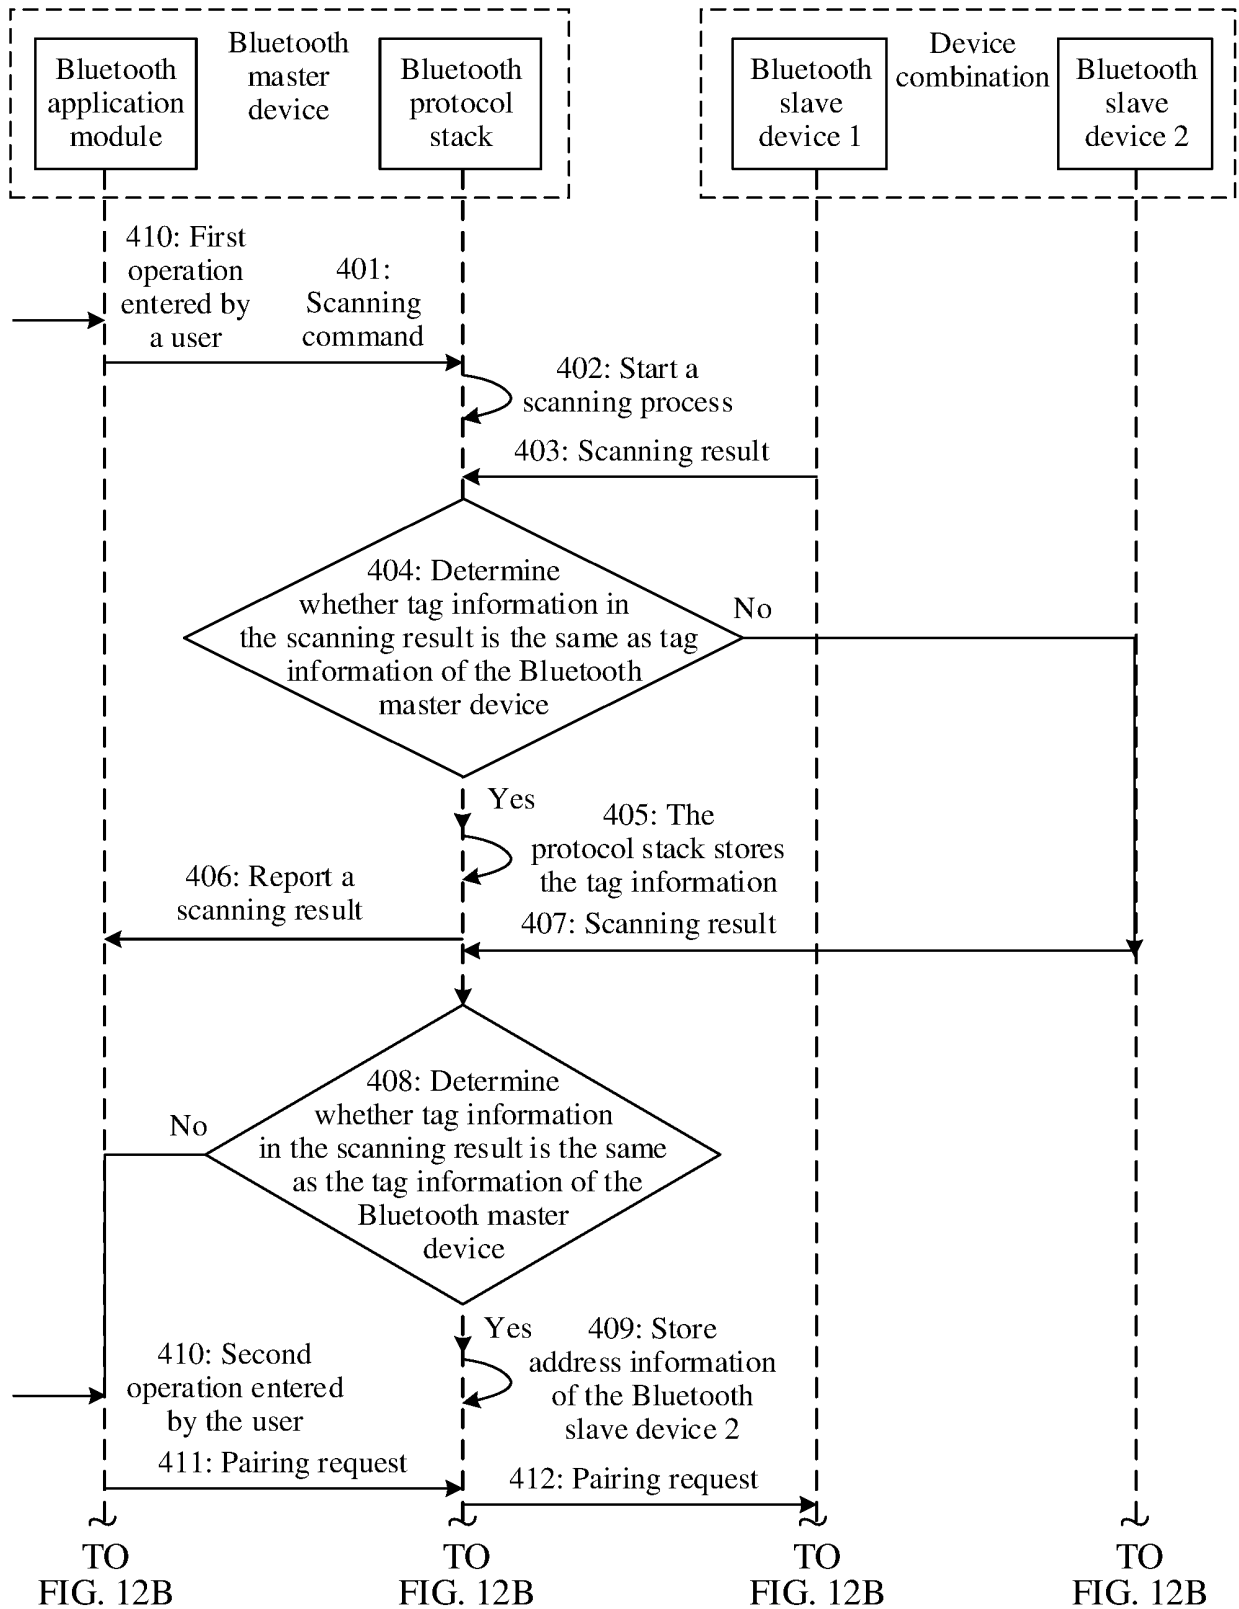 Bluetooth
application
module
Bluetooth
master
device
Bluetooth
protocol
stack
Bluetooth
slave
device 1
Device
combination
Bluetooth
slave
device 2
410: First
operation
entered by
a user
401:
Scanning
command
402: Start a
scanning process
403: Scanning result
404: Determine
whether tag information in
the scanning result is the same as tag
information of the Bluetooth
master device
No
Yes
405: The
protocol stack stores
the tag information
406: Report a
scanning result
407: Scanning result
408: Determine
whether tag information
in the scanning result is the same
as the tag information of the
Bluetooth master
device
No
Yes
409: Store
address information
of the Bluetooth
slave device 2
410: Second
operation entered
by the user
411: Pairing request
412: Pairing request
TO
FIG. 12B
TO
FIG. 12B
TO
FIG. 12B
TO
FIG. 12B